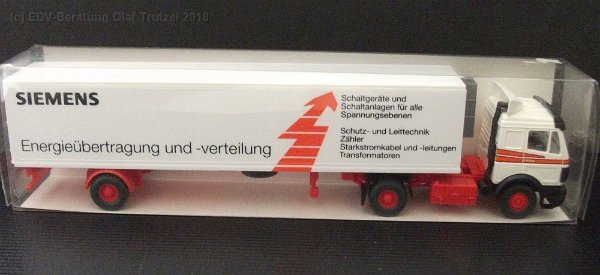 (c) EDV-Beratung Olaf Trutzel 2018
SIEMENS
Energieübertragung und -verteilung
Schaltgeräte und
Schaltanlagen für alle
Spannungsebenen
Schutz- und Leittechnik
Zähler
Starkstromkabel und -leitungen
Transformatoren